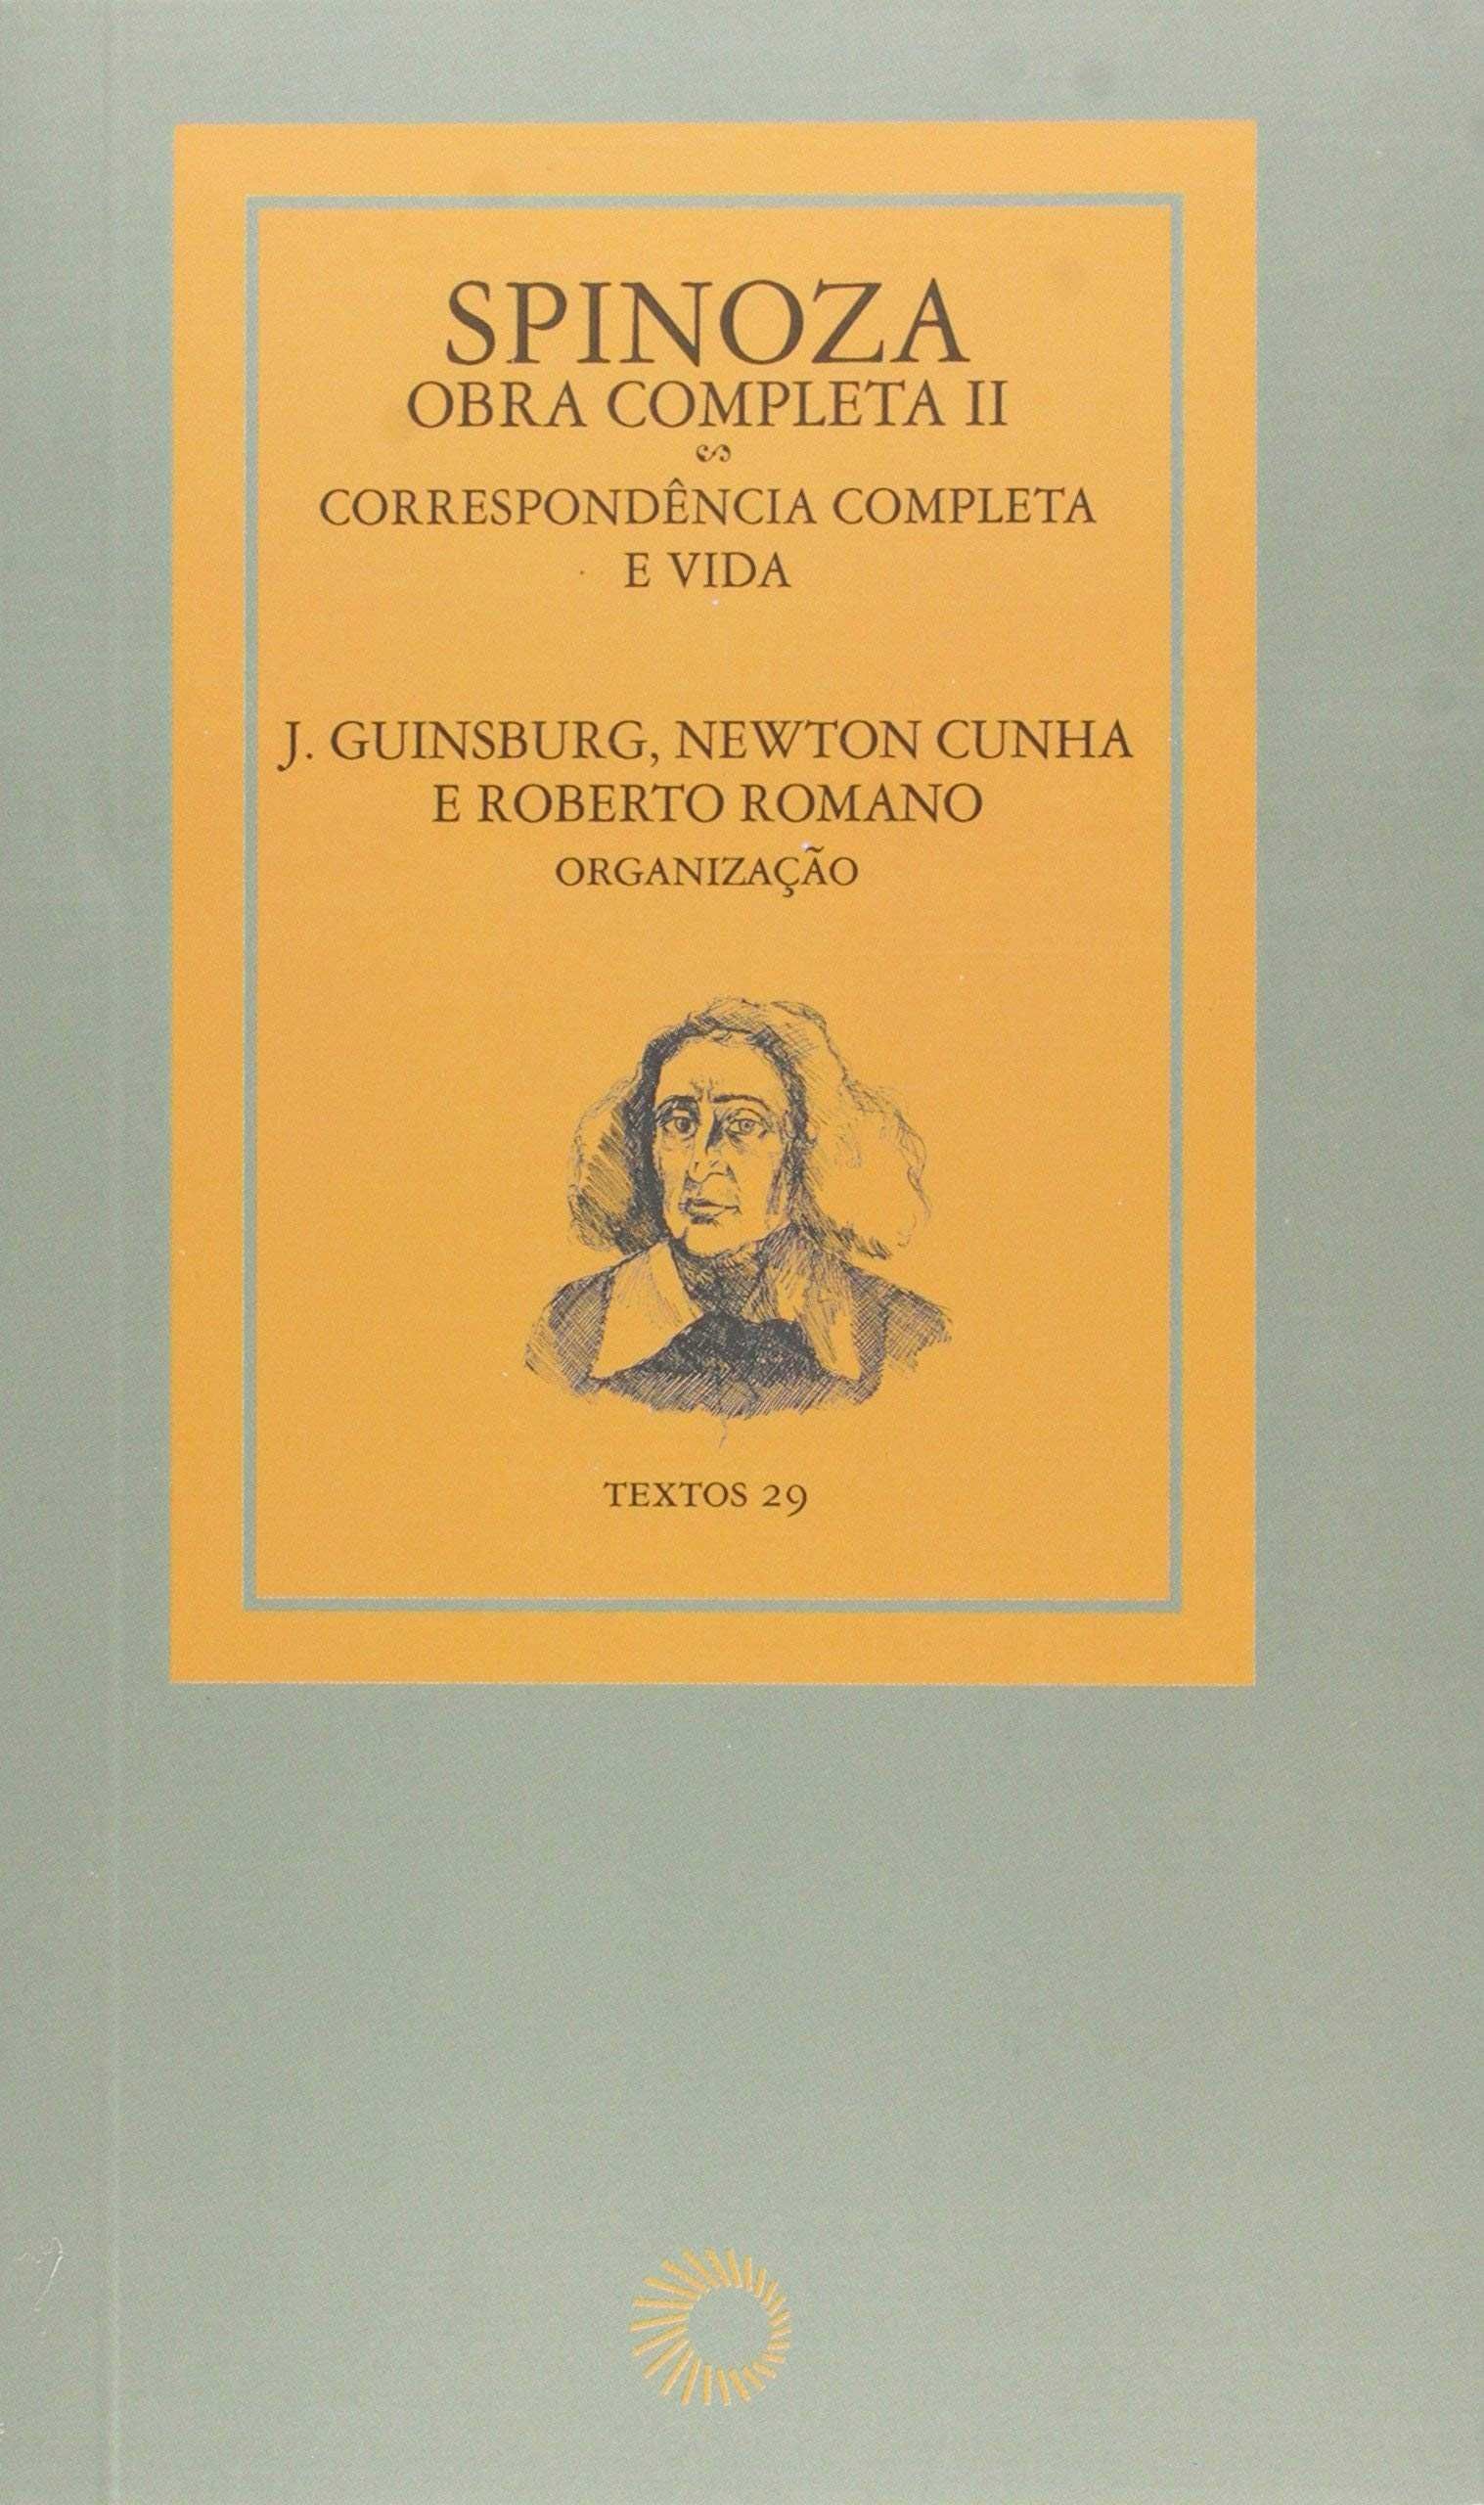 SPINOZA
OBRA COMPLETA II
CORRESPONDÊNCIA COMPLETA
E VIDA
J. GUINSBURG, NEWTON CUNHA
E ROBERTO ROMANO
ORGANIZAÇÃO
TEXTOS 29